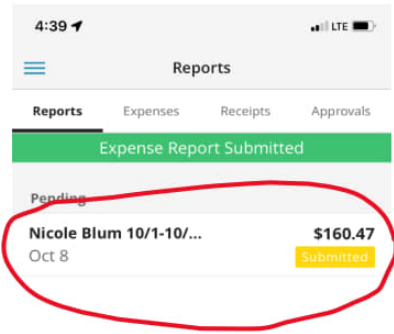 4:39 LTE
Reports
Reports Expenses Receipts Approvals
Expense Report Submitted
Pending
Nicole Blum 10/1-10/... $160.47
Oct 8 Submitted